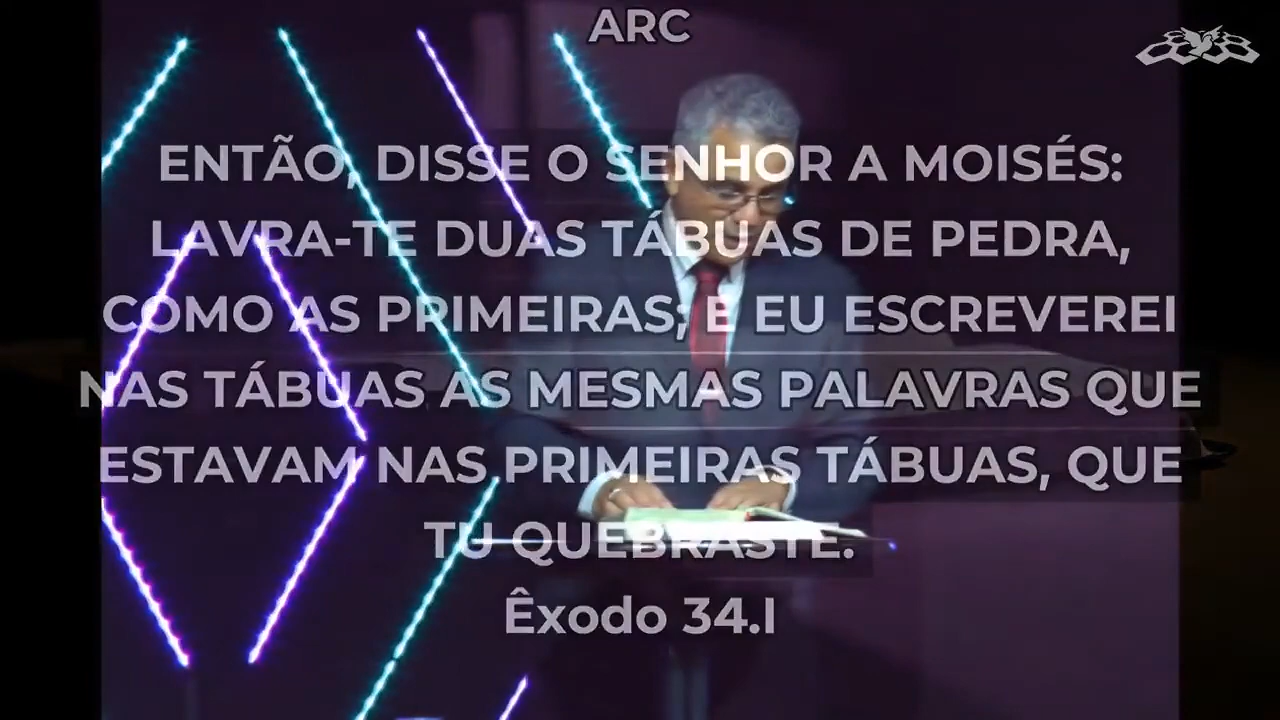 ARC
ENTÃO, DISSE O SENHOR A MOISÉS:
LAVRA-TE DUAS TÁBUAS DE PEDRA,
COMO AS PRIMEIRAS; E EU ESCREVEREI
NAS TÁBUAS AS MESMAS PALAVRAS QUE
ESTAVAM NAS PRIMEIRAS TÁBUAS, QUE
TU QUEBRASTE.
Êxodo 34.1